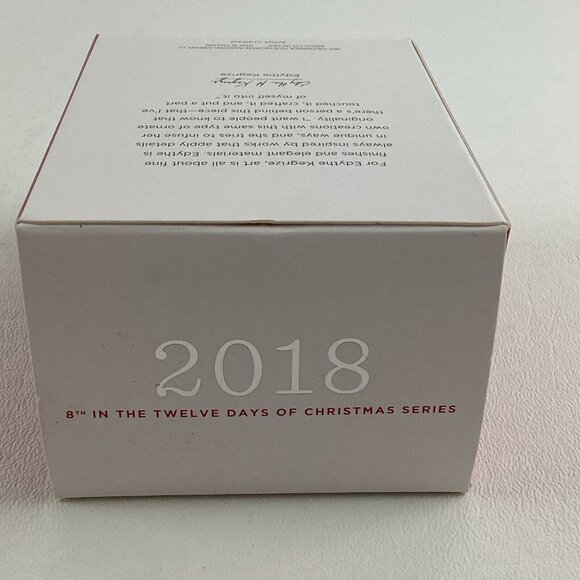 For Edythe Kegrize, art is all about fine
finishes and elegant materials. Edythe is
always inspired by works that apply details
in unique ways, and she tries to infuse her
own creations with this same type of ornate
originality. "I want people to know that
there's a person behind this piece—that I've
touched it, crafted it, and put a part
of myself into it."
Edythe Kegrize
artist crafted
2018
8TH IN THE TWELVE DAYS OF CHRISTMAS SERIES